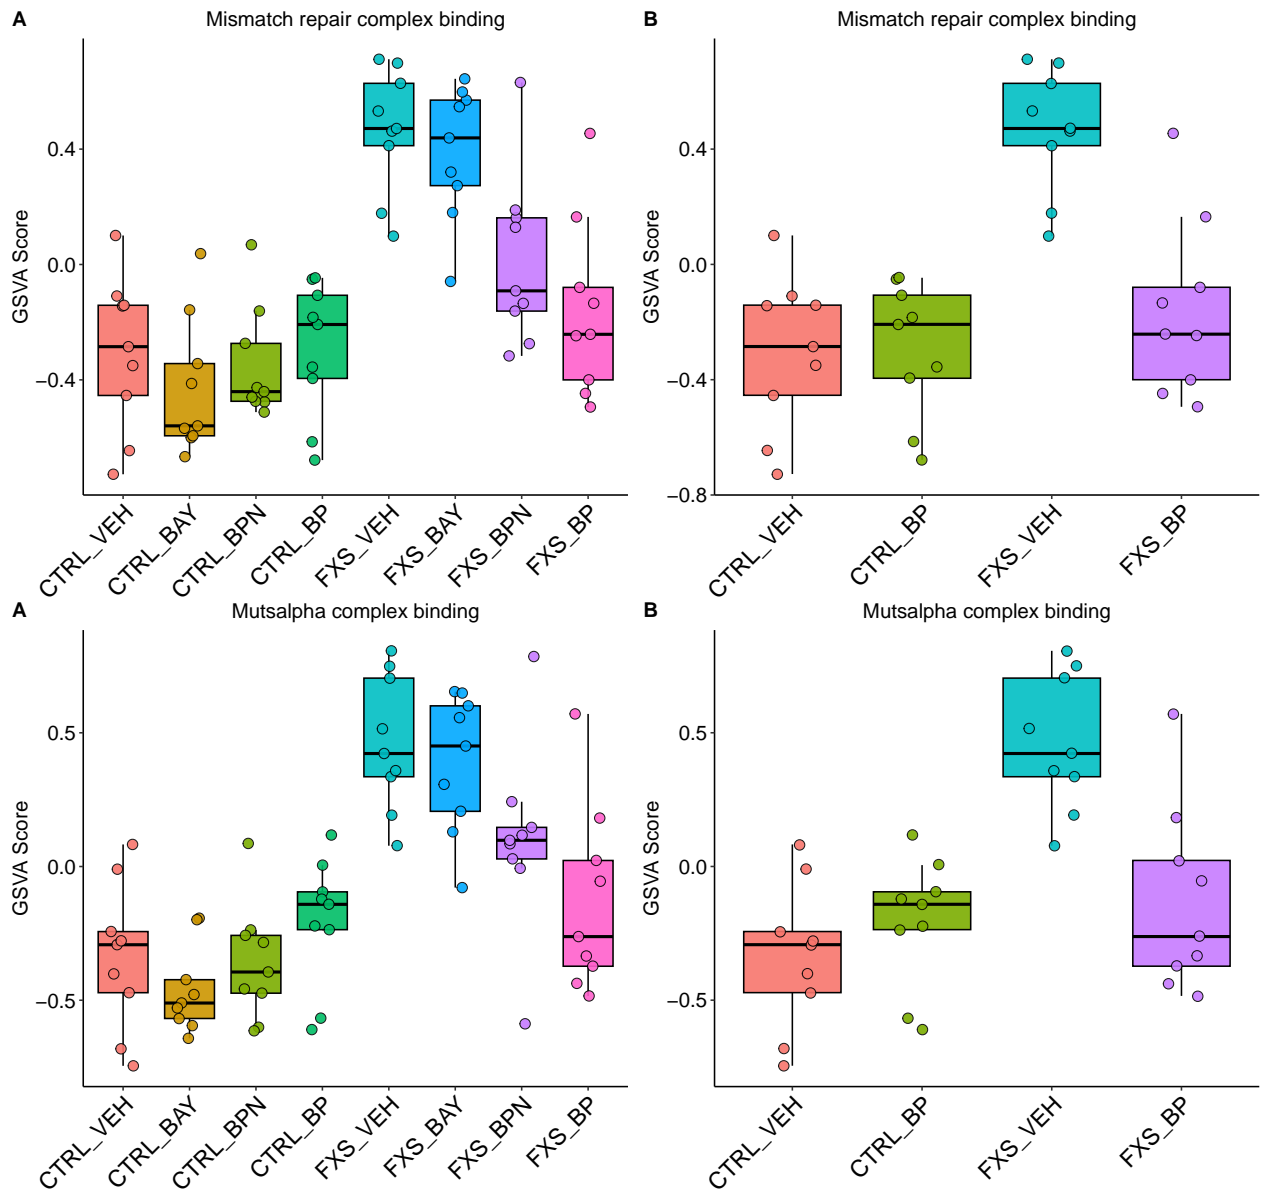 A Mismatch repair complex binding
GSVA Score
0.4
0.0
−0.4
CTRL_VEH CTRL_BAY CTRL_BPN CTRL_BP FXS_VEH FXS_BAY FXS_BPN FXS_BP
B Mismatch repair complex binding
GSVA Score
0.4
0.0
−0.4
−0.8
CTRL_VEH CTRL_BP FXS_VEH FXS_BP
A Mutsalpha complex binding
GSVA Score
0.5
0.0
−0.5
CTRL_VEH CTRL_BAY CTRL_BPN CTRL_BP FXS_VEH FXS_BAY FXS_BPN FXS_BP
B Mutsalpha complex binding
GSVA Score
0.5
0.0
−0.5
CTRL_VEH CTRL_BP FXS_VEH FXS_BP